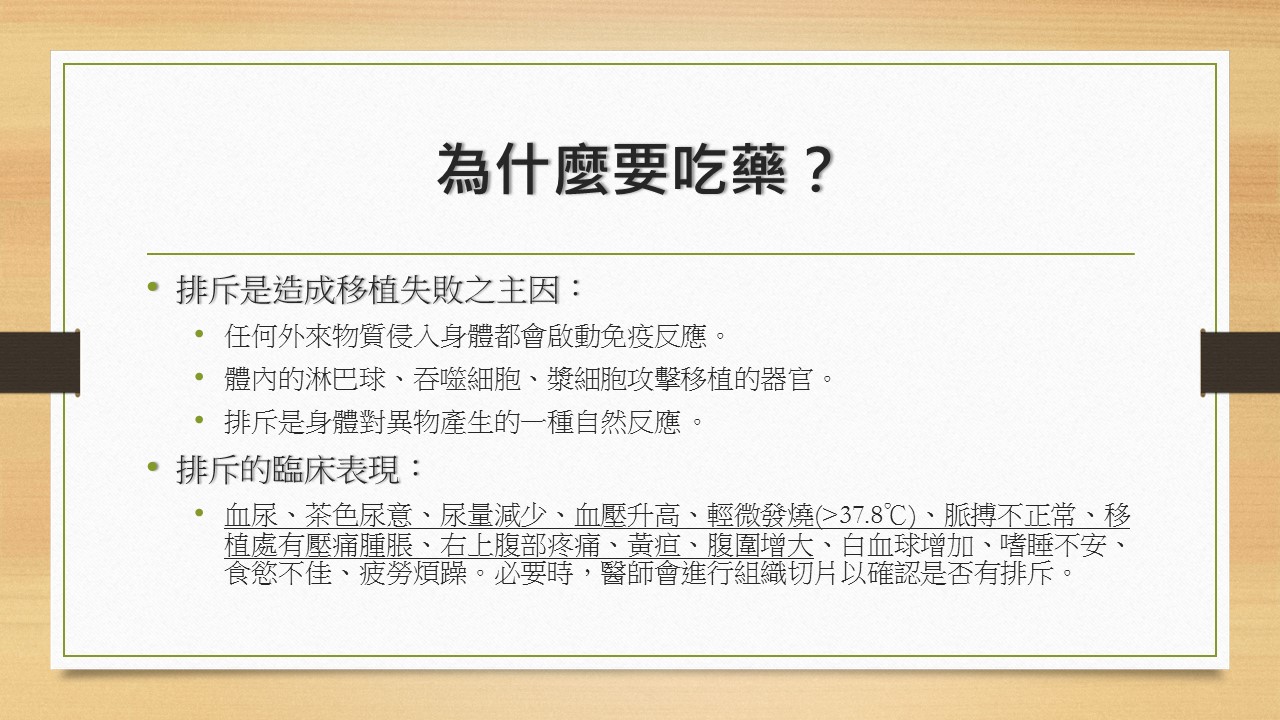 為什麼要吃藥？
• 排斥是造成移植失敗之主因：
• 任何外來物質侵入身體都會啟動免疫反應。
• 體內的淋巴球、吞噬細胞、漿細胞攻擊移植的器官。
• 排斥是身體對異物產生的一種自然反應。
• 排斥的臨床表現：
• 血尿、茶色尿意、尿量減少、血壓升高、輕微發燒(>37.8℃)、脈搏不正常、移
植處有壓痛腫脹、右上腹部疼痛、黃疸、腹圍增大、白血球增加、嗜睡不安、
食慾不佳、疲勞煩躁。必要時，醫師會進行組織切片以確認是否有排斥。